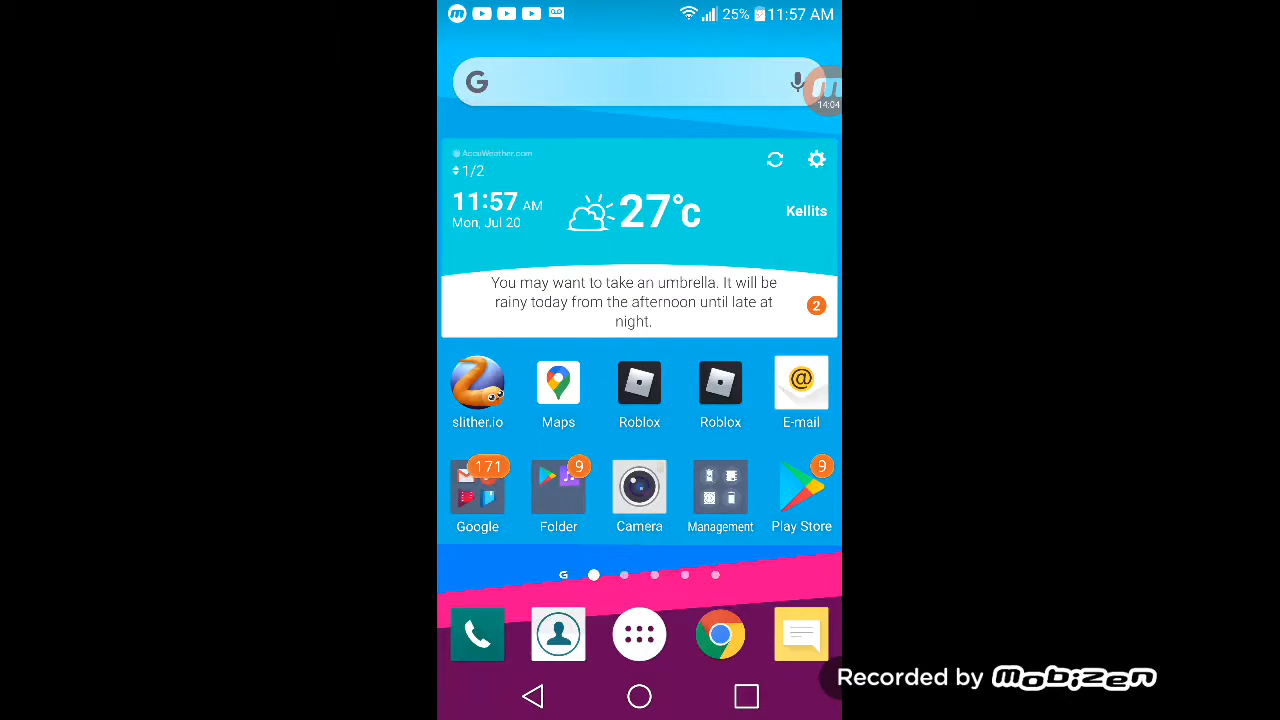 25% 11:57 AM
G
14:04
AccuWeather.com
1/2
11:57 AM
Mon, Jul 20
27°c
Kellits
You may want to take an umbrella. It will be
rainy today from the afternoon until late at
night.
2
slither.io
Maps
Roblox
Roblox
E-mail
171
9
9
Google
Folder
Camera
Management
Play Store
G
Recorded by mobizen